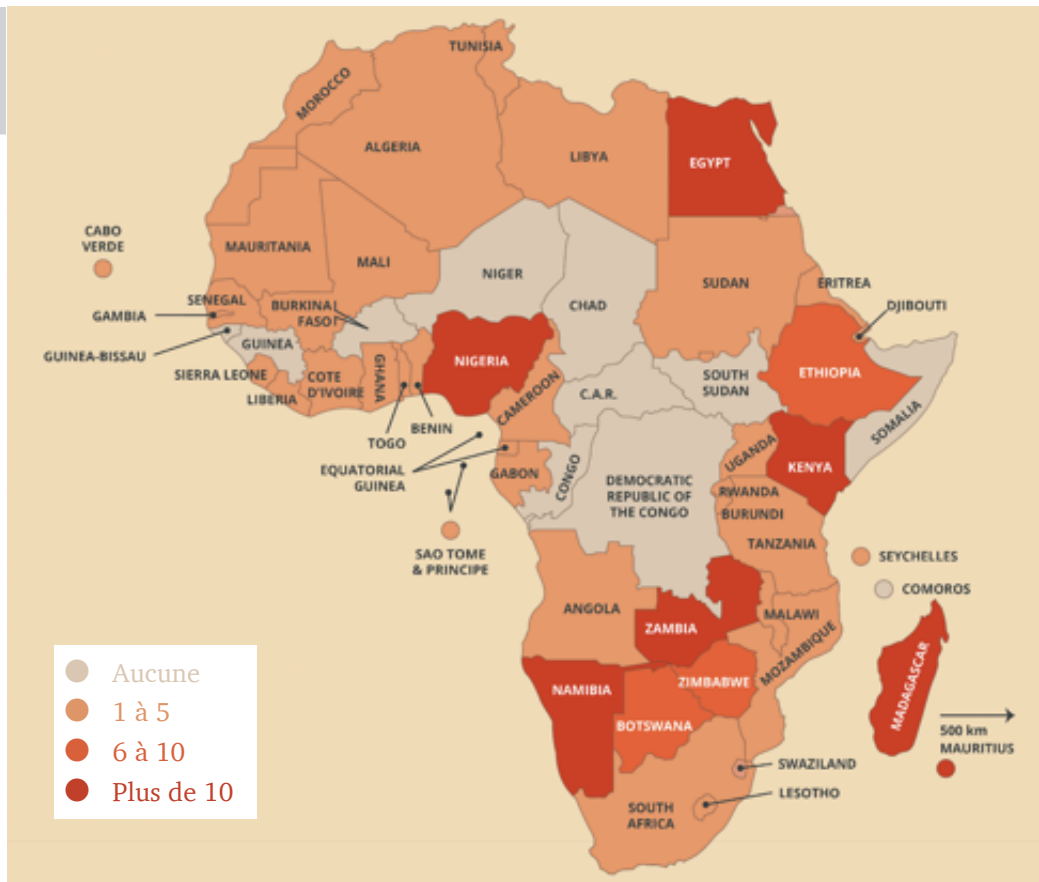 TUNISIA
MOROCCO
ALGERIA
LIBYA
EGYPT
CABO
VERDE
MAURITANIA
MALI
NIGER
CHAD
SUDAN
ERITREA
DJIBOUTI
SENEGAL
GAMBIA
BURKINA
FASO
GUINEA-BISSAU
GUINEA
SIERRA LEONE
LIBERIA
COTE
D'IVOIRE
GHANA
TOGO
BENIN
NIGERIA
CAMEROON
C.A.R.
SOUTH
SUDAN
ETHIOPIA
SOMALIA
EQUATORIAL
GUINEA
GABON
CONGO
DEMOCRATIC
REPUBLIC OF
THE CONGO
UGANDA
KENYA
RWANDA
BURUNDI
TANZANIA
SAO TOME
& PRINCIPE
SEYCHELLES
COMOROS
ANGOLA
ZAMBIA
MALAWI
MOZAMBIQUE
MADAGASCAR
NAMIBIA
ZIMBABWE
BOTSWANA
500 km
MAURITIUS
SWAZILAND
LESOTHO
SOUTH
AFRICA
Aucune
1 à 5
6 à 10
Plus de 10